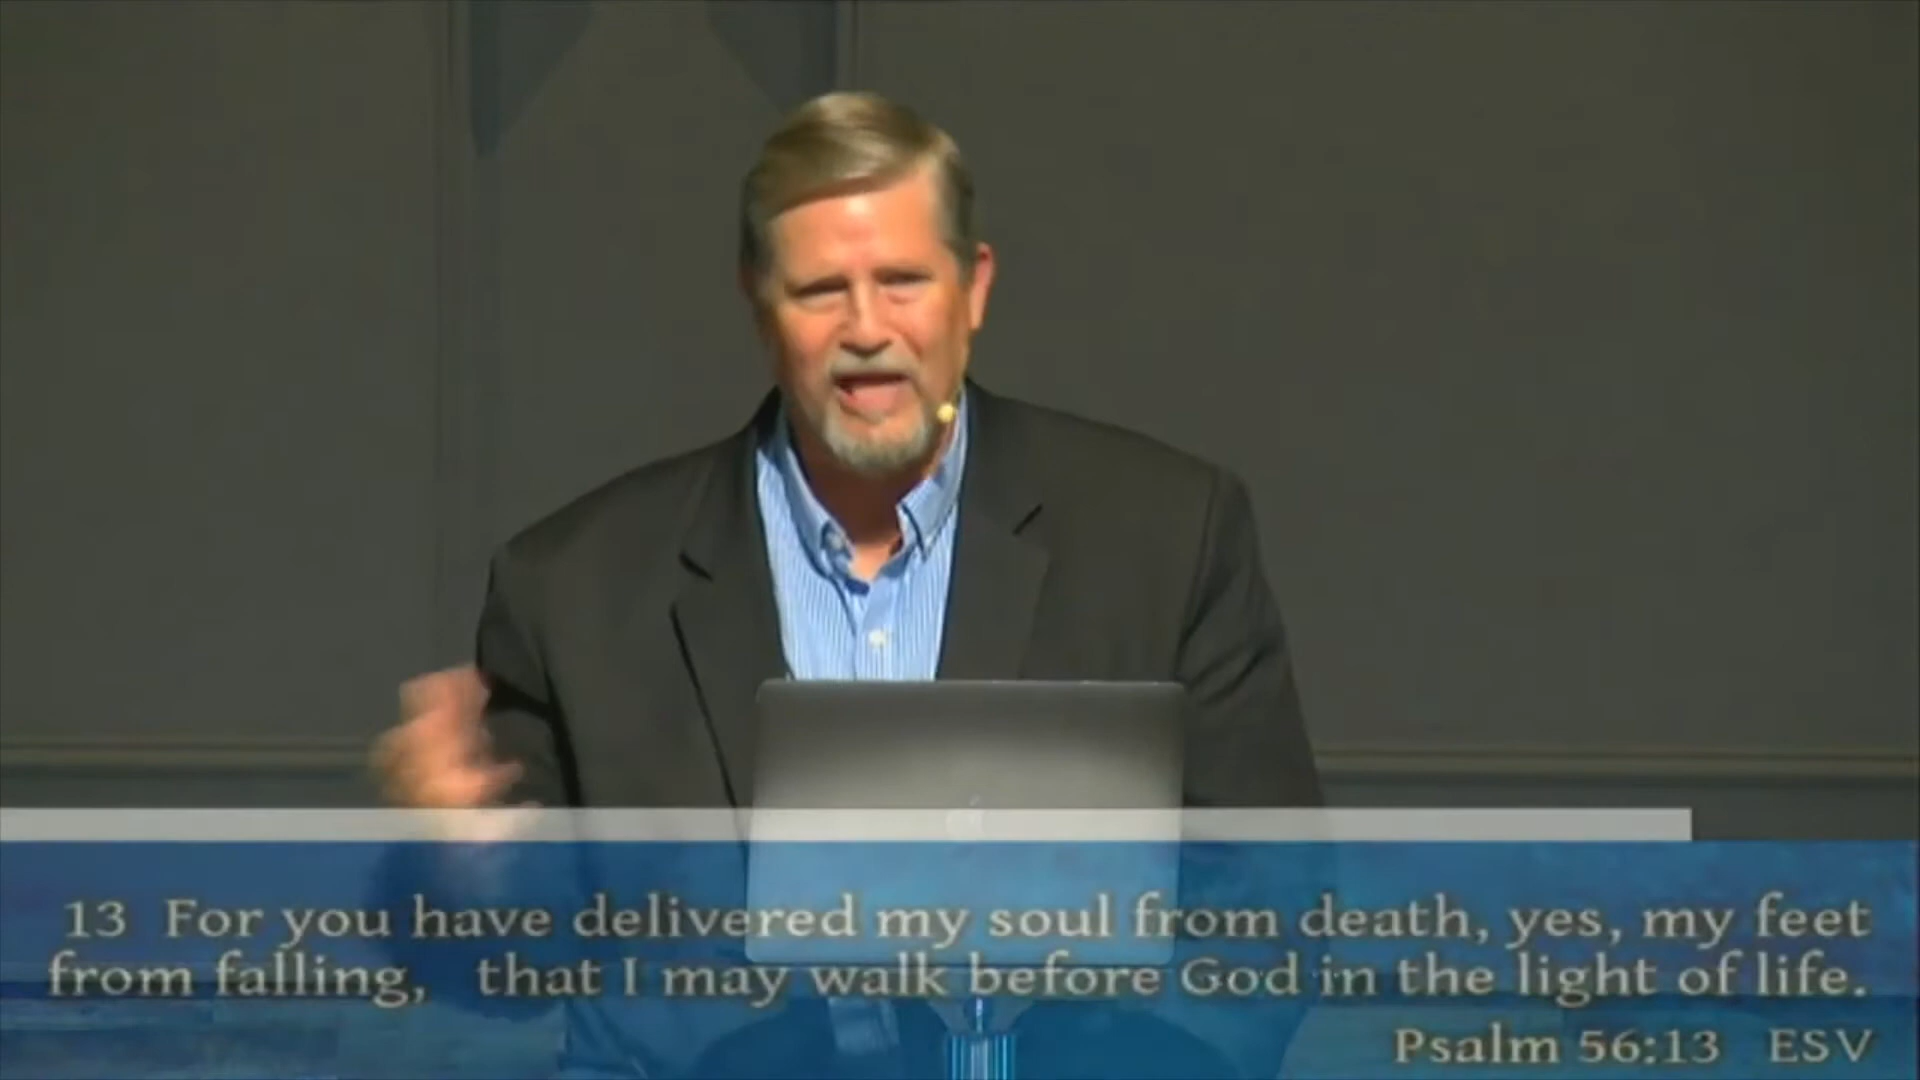 13 For you have delivered my soul from death, yes, my feet
from falling, that I may walk before God in the light of life.
Psalm 56:13 ESV